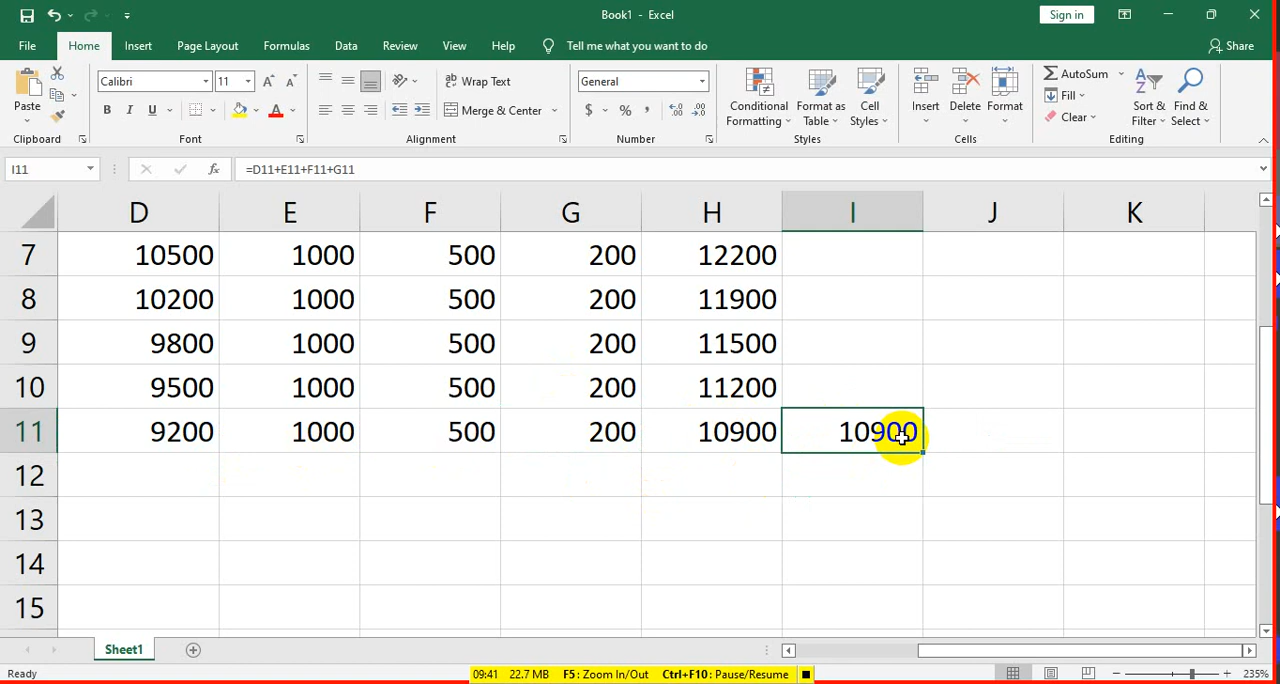 Book1 - Excel
Sign in
File Home Insert Page Layout Formulas Data Review View Help Tell me what you want to do Share
Calibri 11 Wrap Text General AutoSum
Paste B I U Merge & Center $ % , Conditional Formatting Format as Table Cell Styles Insert Delete Format Fill Clear Sort & Filter Find & Select
Clipboard Font Alignment Number Styles Cells Editing
I11 fx =D11+E11+F11+G11
D E F G H I J K
7 10500 1000 500 200 12200
8 10200 1000 500 200 11900
9 9800 1000 500 200 11500
10 9500 1000 500 200 11200
11 9200 1000 500 200 10900 10900
12
13
14
15
Sheet1
Ready 09:41 22.7 MB F5: Zoom In/Out Ctrl+F10: Pause/Resume 235%